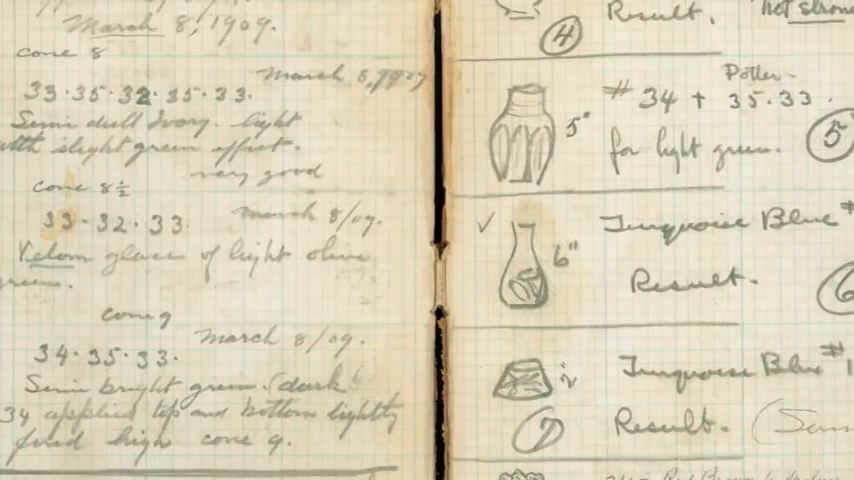 March 8, 1909.
cone 8
March 8, 1909
33·35·32·35·33.
Semi dull Ivory. light
with slight green effect.
very good
cone 8½
March 8/09.
33·32·33.
Velom glase of light olive
green.
cone 9
March 8/09.
34·35·33.
Semi bright green. (dark)
34 applied top and bottom lightly
fired high cone 9.
Result. not strong
4
Potter
# 34 + 35·33.
5"
for light green.
5
✓
Turquoise Blue #
6"
Result.
6
Turquoise Blue #1
7
Result.